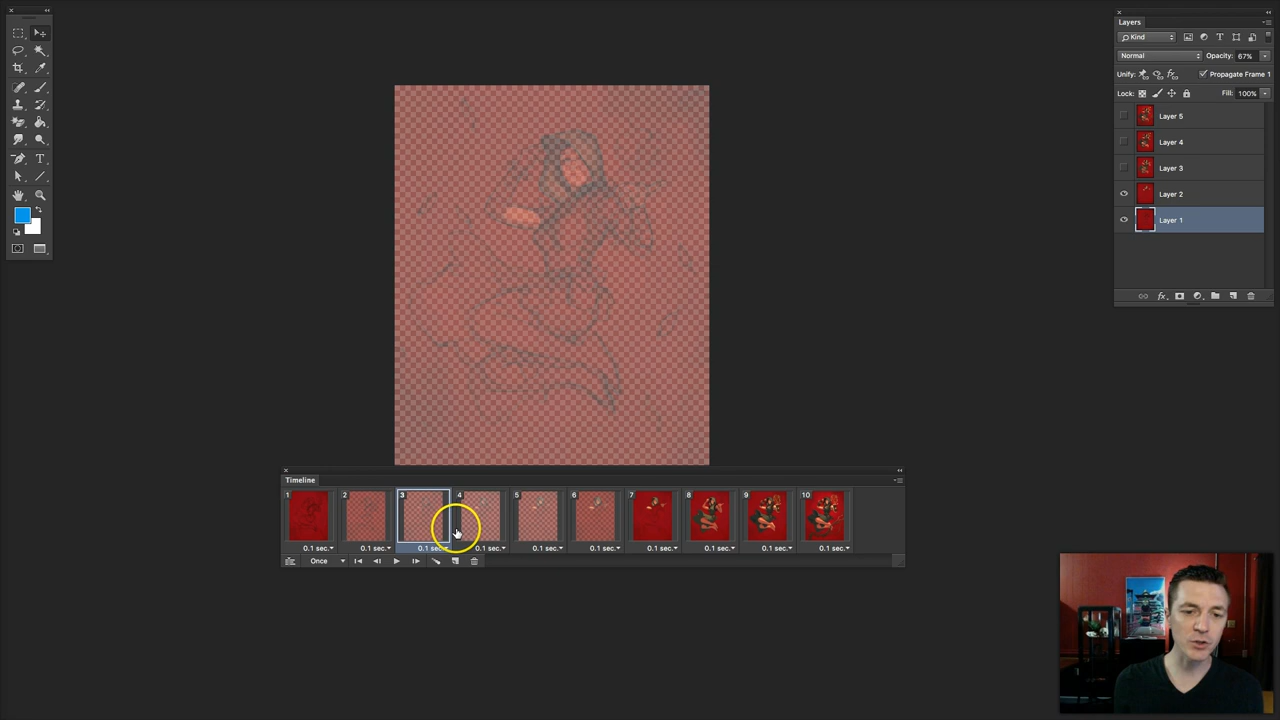 Layers
Kind
Normal Opacity: 67%
Unify: Propagate Frame 1
Lock: Fill: 100%
Layer 5
Layer 4
Layer 3
Layer 2
Layer 1
Timeline
1 2 3 4 5 6 7 8 9 10
0.1 sec. 0.1 sec. 0.1 sec. 0.1 sec. 0.1 sec. 0.1 sec. 0.1 sec. 0.1 sec. 0.1 sec. 0.1 sec.
Once